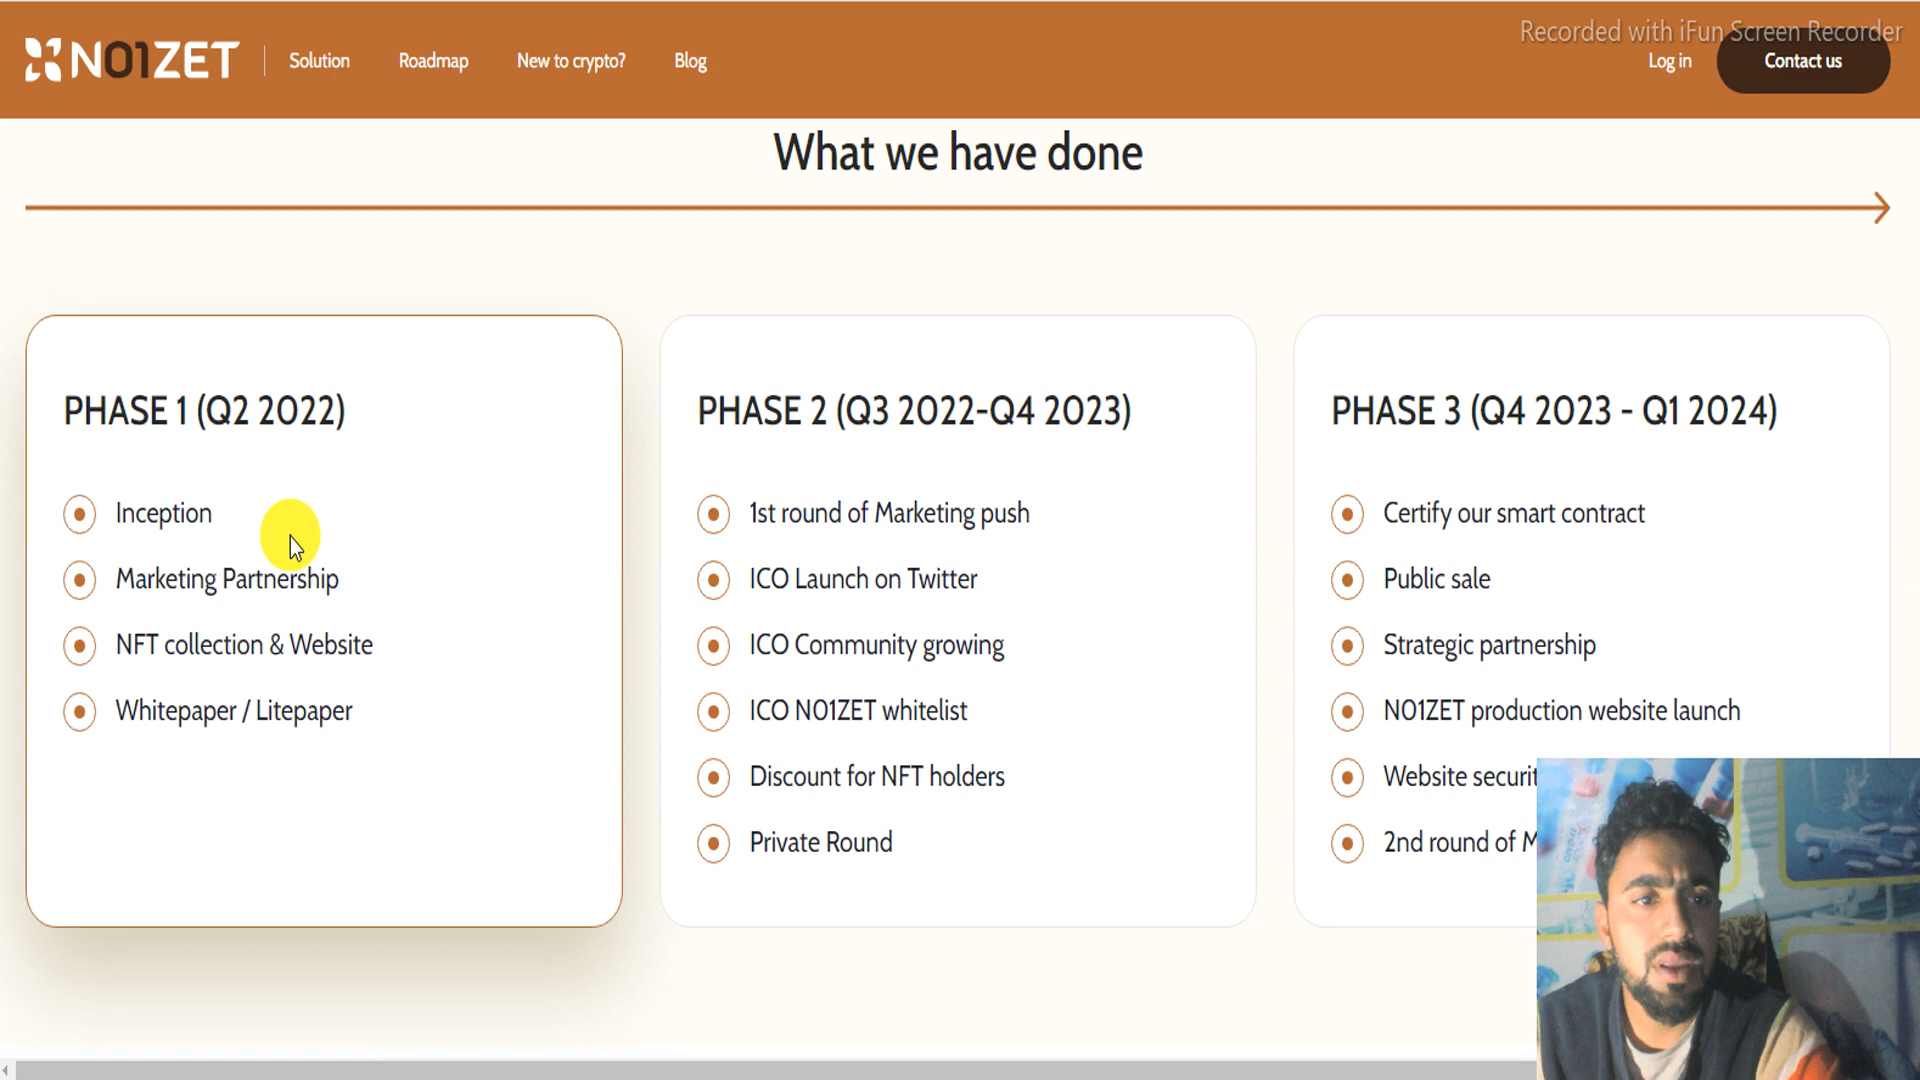 Recorded with iFun Screen Recorder
NO1ZET
Solution
Roadmap
New to crypto?
Blog
Log in
Contact us
What we have done
PHASE 1 (Q2 2022)
Inception
Marketing Partnership
NFT collection & Website
Whitepaper / Litepaper
PHASE 2 (Q3 2022-Q4 2023)
1st round of Marketing push
ICO Launch on Twitter
ICO Community growing
ICO NO1ZET whitelist
Discount for NFT holders
Private Round
PHASE 3 (Q4 2023 - Q1 2024)
Certify our smart contract
Public sale
Strategic partnership
NO1ZET production website launch
Website
2nd round of